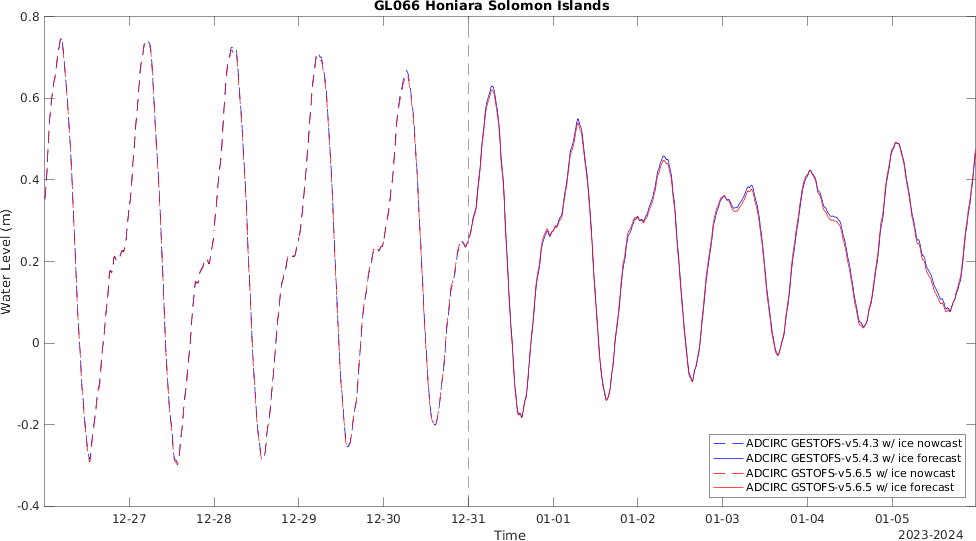 GL066 Honiara Solomon Islands
0.8
0.6
0.4
0.2
0
-0.2
-0.4
Water Level (m)
ADCIRC GESTOFS-v5.4.3 w/ ice nowcast
ADCIRC GESTOFS-v5.4.3 w/ ice forecast
ADCIRC GSTOFS-v5.6.5 w/ ice nowcast
ADCIRC GSTOFS-v5.6.5 w/ ice forecast
12-27 12-28 12-29 12-30 12-31 01-01 01-02 01-03 01-04 01-05
Time
2023-2024